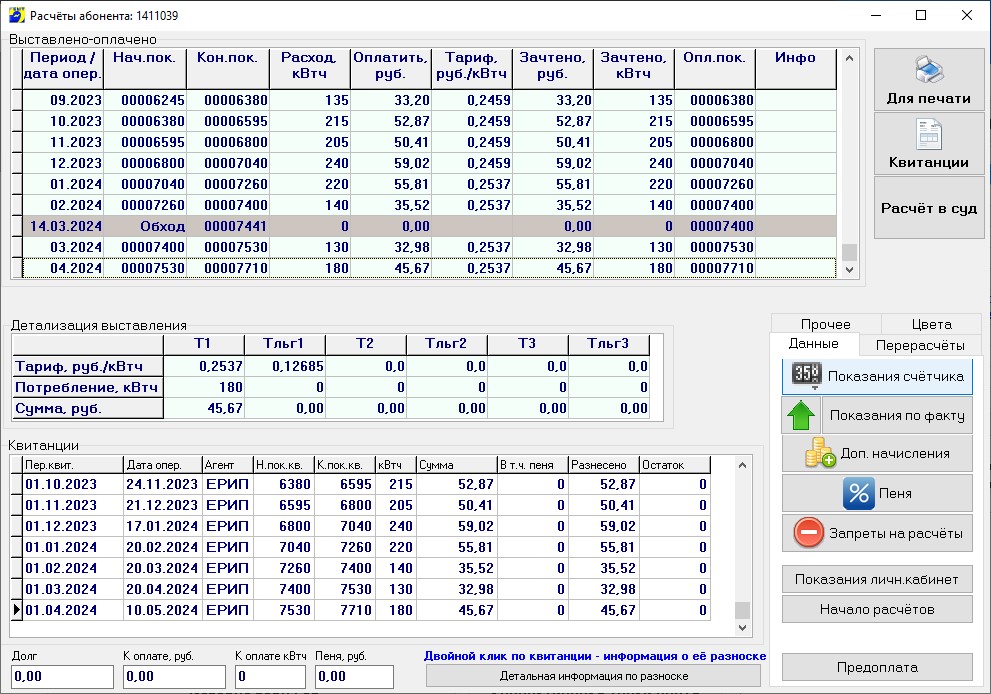 Расчёты абонента: 1411039
Выставлено-оплачено
Период / дата опер. Нач.пок. Кон.пок. Расход, кВтч Оплатить, руб. Тариф, руб./кВтч Зачтено, руб. Зачтено, кВтч Опл.пок. Инфо
09.2023 00006245 00006380 135 33,20 0,2459 33,20 135 00006380
10.2023 00006380 00006595 215 52,87 0,2459 52,87 215 00006595
11.2023 00006595 00006800 205 50,41 0,2459 50,41 205 00006800
12.2023 00006800 00007040 240 59,02 0,2459 59,02 240 00007040
01.2024 00007040 00007260 220 55,81 0,2537 55,81 220 00007260
02.2024 00007260 00007400 140 35,52 0,2537 35,52 140 00007400
14.03.2024 Обход 00007441 0 0,00 0,00 0 00007400
03.2024 00007400 00007530 130 32,98 0,2537 32,98 130 00007530
04.2024 00007530 00007710 180 45,67 0,2537 45,67 180 00007710
Для печати
Квитанции
Расчёт в суд
Детализация выставления
Т1 Тльг1 Т2 Тльг2 Т3 Тльг3
Тариф, руб./кВтч 0,2537 0,12685 0,0 0,0 0,0 0,0
Потребление, кВтч 180 0 0 0 0 0
Сумма, руб. 45,67 0,00 0,00 0,00 0,00 0,00
Квитанции
Пер.квит. Дата опер. Агент Н.пок.кв. К.пок.кв. кВтч Сумма В т.ч. пеня Разнесено Остаток
01.10.2023 24.11.2023 ЕРИП 6380 6595 215 52,87 0 52,87 0
01.11.2023 21.12.2023 ЕРИП 6595 6800 205 50,41 0 50,41 0
01.12.2023 17.01.2024 ЕРИП 6800 7040 240 59,02 0 59,02 0
01.01.2024 20.02.2024 ЕРИП 7040 7260 220 55,81 0 55,81 0
01.02.2024 20.03.2024 ЕРИП 7260 7400 140 35,52 0 35,52 0
01.03.2024 20.04.2024 ЕРИП 7400 7530 130 32,98 0 32,98 0
01.04.2024 10.05.2024 ЕРИП 7530 7710 180 45,67 0 45,67 0
Долг К оплате, руб. К оплате кВтч Пеня, руб.
0,00 0,00 0 0,00
Двойной клик по квитанции - информация о её разноске
Детальная информация по разноске
Прочее Цвета
Данные Перерасчёты
Показания счётчика
Показания по факту
Доп. начисления
Пеня
Запреты на расчёты
Показания личн.кабинет
Начало расчётов
Предоплата